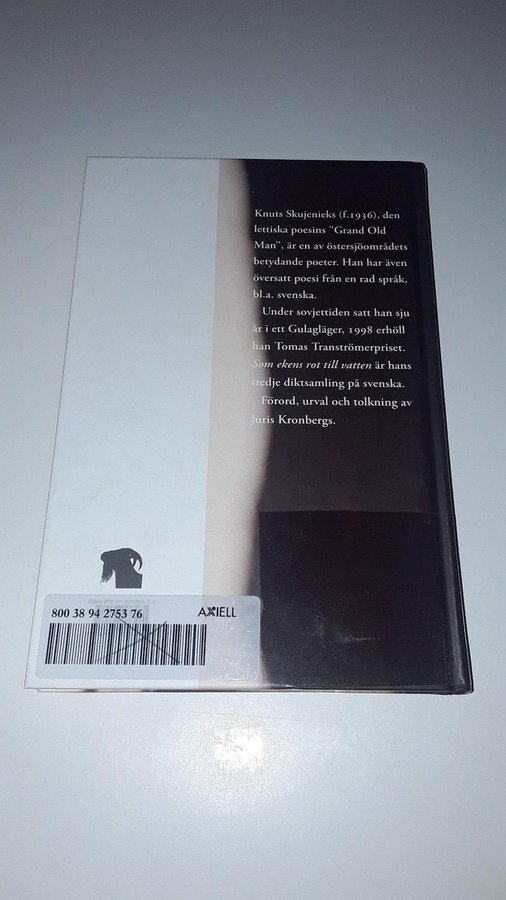 Knuts Skujenieks (f.1936), den
lettiska poesins "Grand Old
Man", är en av östersjöområdets
betydande poeter. Han har även
översatt poesi från en rad språk,
bl.a. svenska.
Under sovjettiden satt han sju
år i ett Gulagläger, 1998 erhöll
han Tomas Tranströmerpriset.
Som ekens rot till vatten är hans
tredje diktsamling på svenska.
Förord, urval och tolkning av
Juris Kronbergs.
800 38 94 2753 76
AXIELL